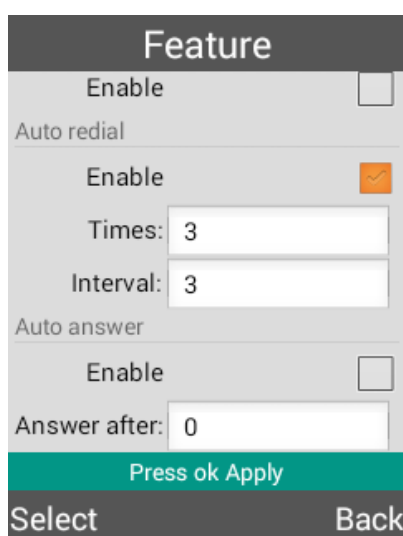 Feature
Enable
Auto redial
Enable
Times: 3
Interval: 3
Auto answer
Enable
Answer after: 0
Press ok Apply
Select Back